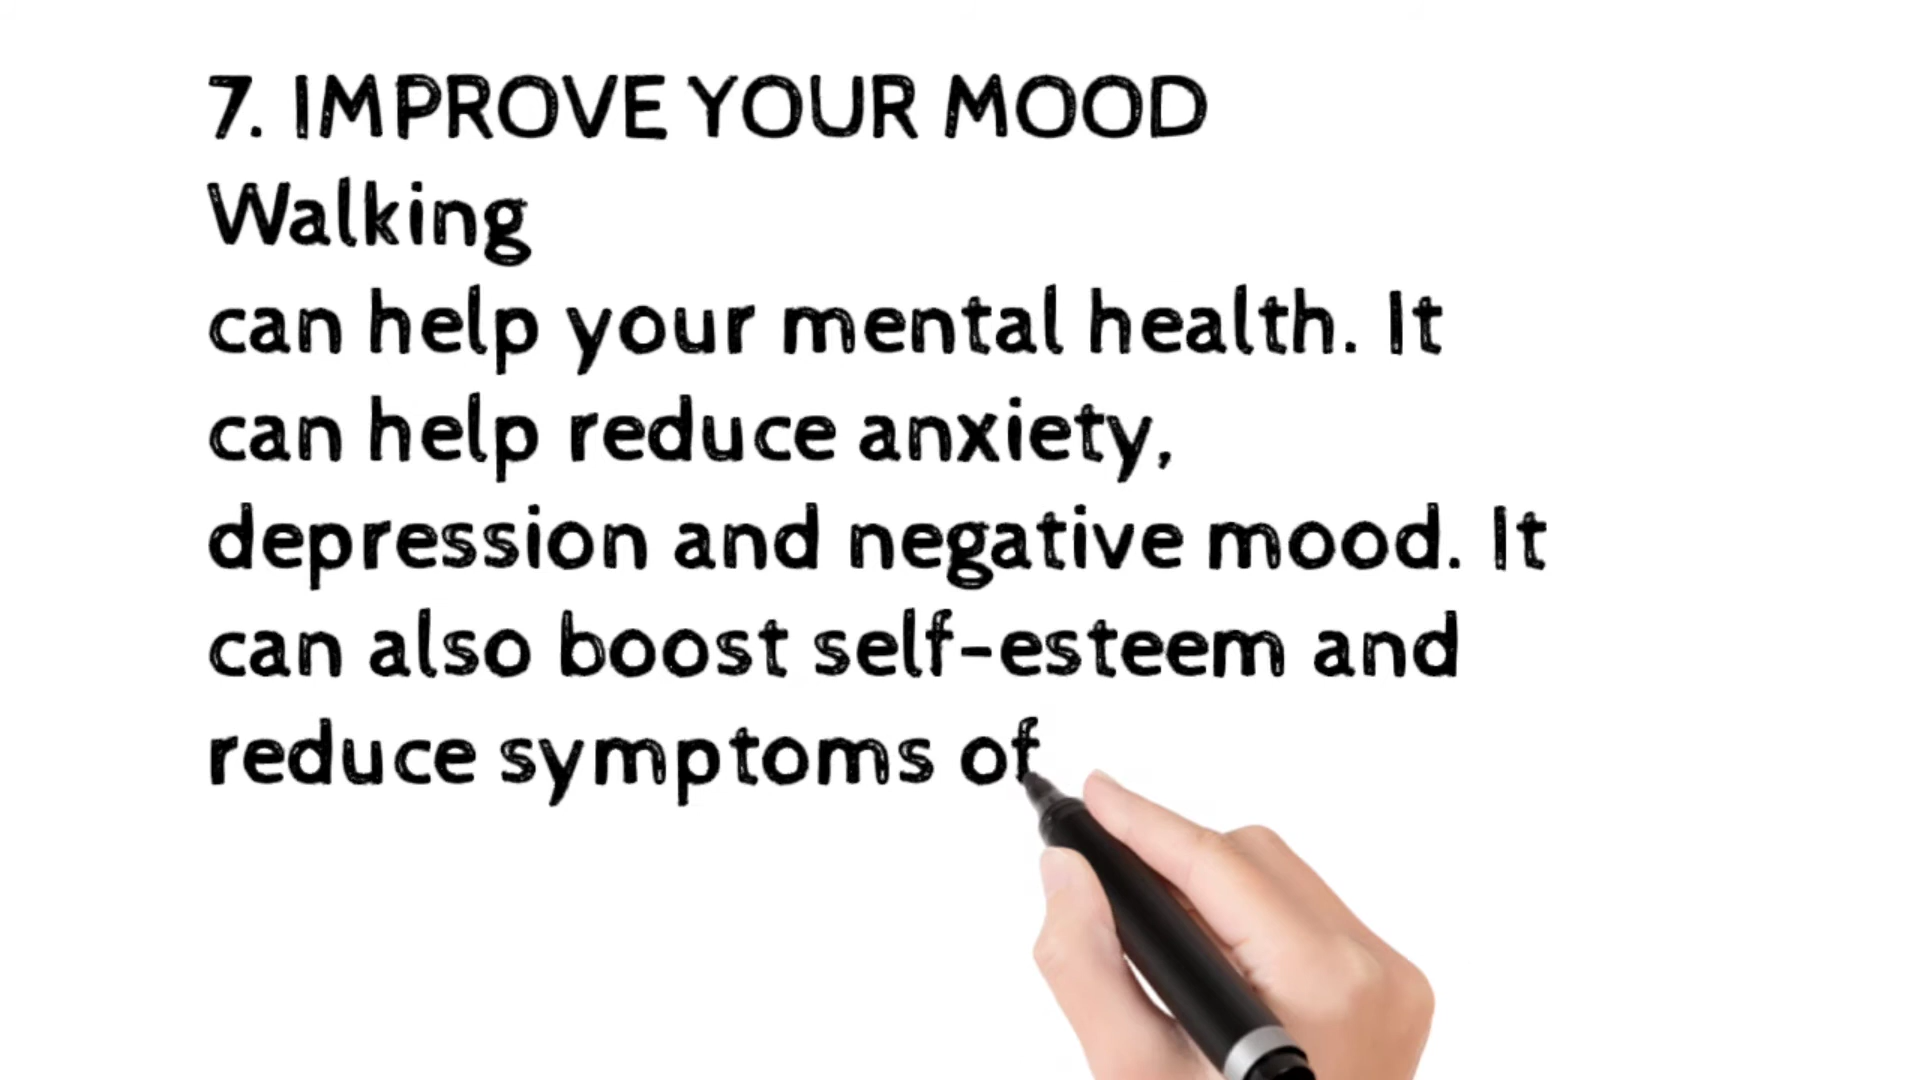 7. IMPROVE YOUR MOOD
Walking
can help your mental health. It
can help reduce anxiety,
depression and negative mood. It
can also boost self-esteem and
reduce symptoms of